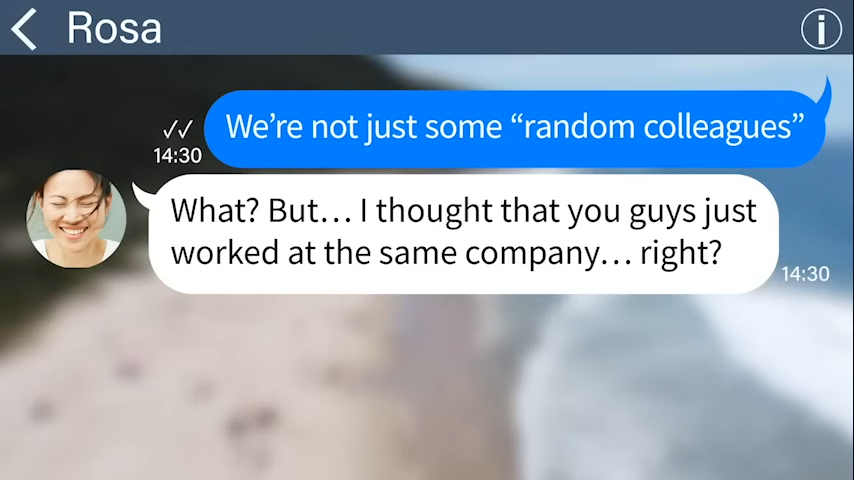 Rosa
We’re not just some “random colleagues”
14:30
What? But… I thought that you guys just
worked at the same company… right?
14:30